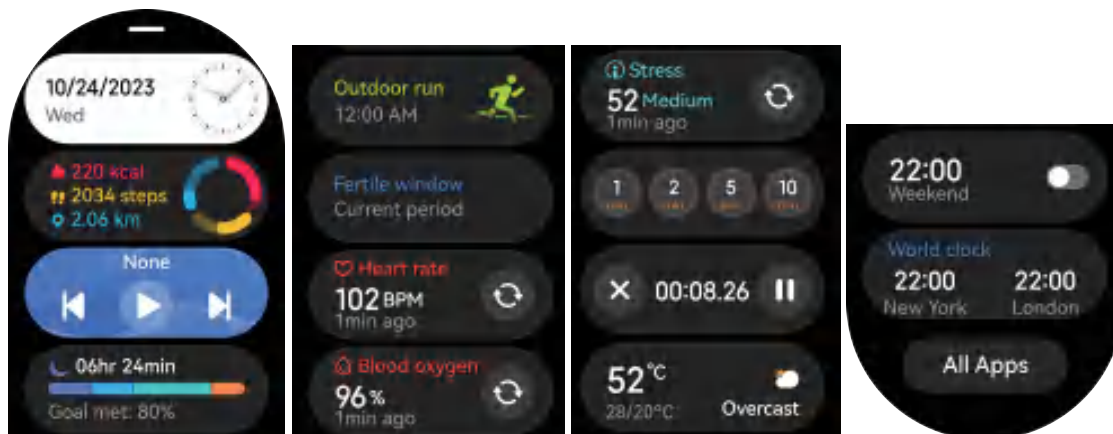 10/24/2023
Wed
220 kcal
2034 steps
2.06 km
None
06hr 24min
Goal met: 80%
Outdoor run
12:00 AM
Fertile window
Current period
Heart rate
102 BPM
1min ago
Blood oxygen
96 %
1min ago
Stress
52 Medium
1min ago
1 2 5 10
00:08.26
52 °C
28/20°C Overcast
22:00
Weekend
World clock
22:00 22:00
New York London
All Apps